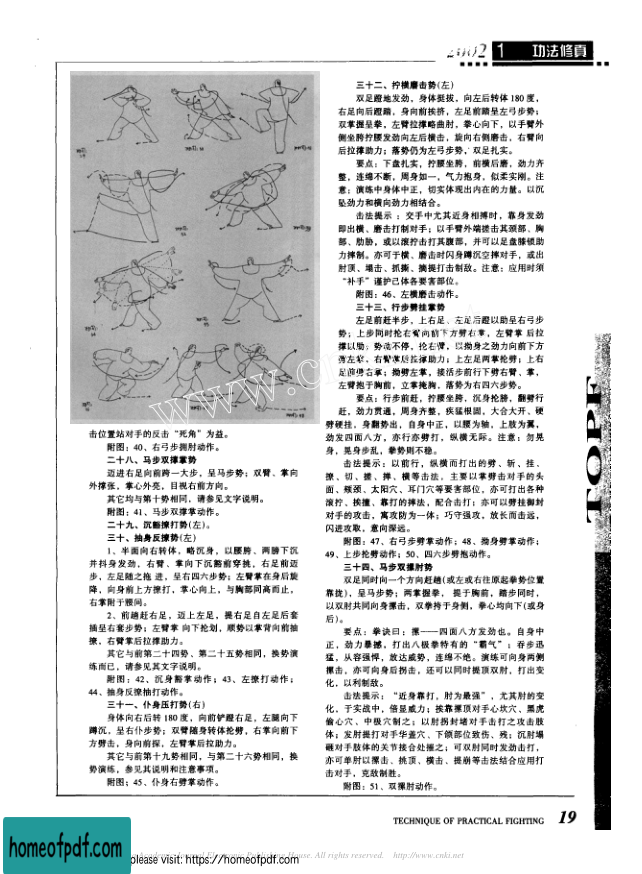 2002 1 功法修真
击位置站对手的反击“死角”为益。
附图:40、右弓步拥肘动作。
二十八、马步双撑掌势
迈进右足向前跨一大步,呈马步势;双臂、掌向
外撑张,掌心外亮,目视右前方向。
其它均与第十势相同,请参见文字说明。
附图:41、马步双撑掌动作。
二十九、沉豁撩打势(左)。
三十、抽身反撩势(左)
1、半面向右转体,略沉身,以腰胯、两膀下沉
并抖身发劲,右臂、掌向下沉豁前穿挑,右足前迈
步,左足随之拖进,呈右四六步势;左臂掌在身后旋
降,向身前上方撩打,掌心向上,与胸部同高而止,
右掌附于腰间。
2、前趟赶右足,迈上左足,提右足自左足后套
插呈右套步势;左臂掌向下抢划,顺势以掌背向前抽
撩,右臂掌后拉撑助力。
其它与前第二十四势、第二十五势相同,换势演
练而已,请参见其文字说明。
附图:42、沉身豁掌动作;43、左撩打动作;
44、抽身反撩抽打动作。
三十一、仆身压打势(右)
身体向右后转 180 度,向前铲蹬右足,左腿向下
蹲沉,呈右仆步势;双臂随身转体抡劈,右掌向前下
方劈击,身向前探,左臂掌后拉助力。
其它与前第十九势相同,与第二十六势相同,换
势演练,参见其说明和注意事项。
附图:45、仆身右劈掌动作。
三十二、拧横磨击势(左)
双足蹬地发劲,身体挺拔,向左后转体 180 度,
右足向后蹬踏,身向前挨挤,左足前踏呈左弓步势;
双掌握呈拳,左臂拉撑略曲肘,拳心向下,以手臂外
侧坐胯拧腰发劲向左后横击,旋向右侧磨击,右臂向
后拉撑助力;落势仍为左弓步势,双足扎实。
要点:下盘扎实,拧腰坐胯,前横后磨,劲力齐
整,连绵不断,周身如一,气力抱身,似柔实刚。注
意:演练中身体中正,切实体现出内在的力量。以沉
坠劲力和横向劲力相结合。
击法提示:交手中尤其近身相搏时,靠身发劲
即出横、磨击打制对手;以手臂外端搓击其颈部、胸
部、肋胁,或以滚拧击打其腹部,并可以足盘膝顿助
力摔制。亦可于横、磨击时闪身蹲沉空摔对手,或出
肘顶、塌击、抓撕、擒提打击制敌。注意:应用时须
“补手”谨护己体各要害部位。
附图:46、左横磨击动作。
三十三、行步劈挂掌势
左足前赶半步,上右足、左足后蹬以助呈右弓步
势;上步同时抡右臂向前下方劈右掌,左臂掌后拉
撑以助;势动不停,抡右臂,以拗身之劲力向前下方
劈左掌,右臂掌后拉撑助力;上左足两掌抡劈;上右
足前劈右掌;拗劈左掌,接活步前行下劈右臂、掌,
左臂抱于胸前,立掌掩胸,落势为右四六步势。
要点:行步前赶,拧腰坐胯,沉身抡膀,翻劈行
赶,劲力贯通,周身齐整,疾猛根固,大合大开,硬
劈硬挂,身翻势出,自身中正,以腰为轴,上肢为翼,
劲发四面八方,亦行亦劈打,纵横无际。注意:勿晃
身,晃身步乱,拳势则不稳。
击法提示:以前行,纵横而打出的劈、斩、挂、
撩、切、搂、搏、横等击法,主要以掌劈击对手的头
面、颊颈、太阳穴、耳门穴等要害部位,亦可打出各种
滚拧、挨撞、靠打的摔法,配合击打;亦可以劈挂御封
对手的攻击,寓攻防为一体;巧守强攻,放长而击远,
闪进攻取,意向深远。
附图:47、右弓步劈掌动作;48、拗身劈掌动作;
49、上步抡劈动作;50、四六步劈抱动作。
三十四、马步双摞肘势
双足同时向一个方向赶趟(或左或右往原起拳势位置
靠拢),呈马步势;两掌握拳,提于胸前,踏步同时,
以双肘共同向身摞击,双拳挎于身侧,拳心均向下(或身
后)。
要点:拳诀曰:摞——四面八方发劲也。自身中
正,劲力暴撼,打出八极拳特有的“霸气”;吞步迅
猛,从容强悍,放达威势,连绵不绝。演练可向身两侧
摞击,亦可向身后拐击,还可以同时提顶双肘,打出变
化,以利制敌。
击法提示:“近身靠打,肘为最强”,尤其肘的变
化,于实战中,倍显威力;挨靠摞顶对手心坎穴、黑虎
偷心穴、中极穴制之;以肘拐封堵对手击打之攻击肢
体;发肘提打对手华盖穴、下颌部位致伤、残;沉肘塌
砸对手肢体的关节接合处摧之;可双肘同时发劲击打,
亦可单肘以摞击、挑顶、横击、提崩等击法结合应用打
击对手,克敌制胜。
附图:51、双摞肘动作。
TOPE
TECHNIQUE OF PRACTICAL FIGHTING 19
House. All rights reserved. http://www.cnki.net
homeofpdf.com
please visit: https://homeofpdf.com